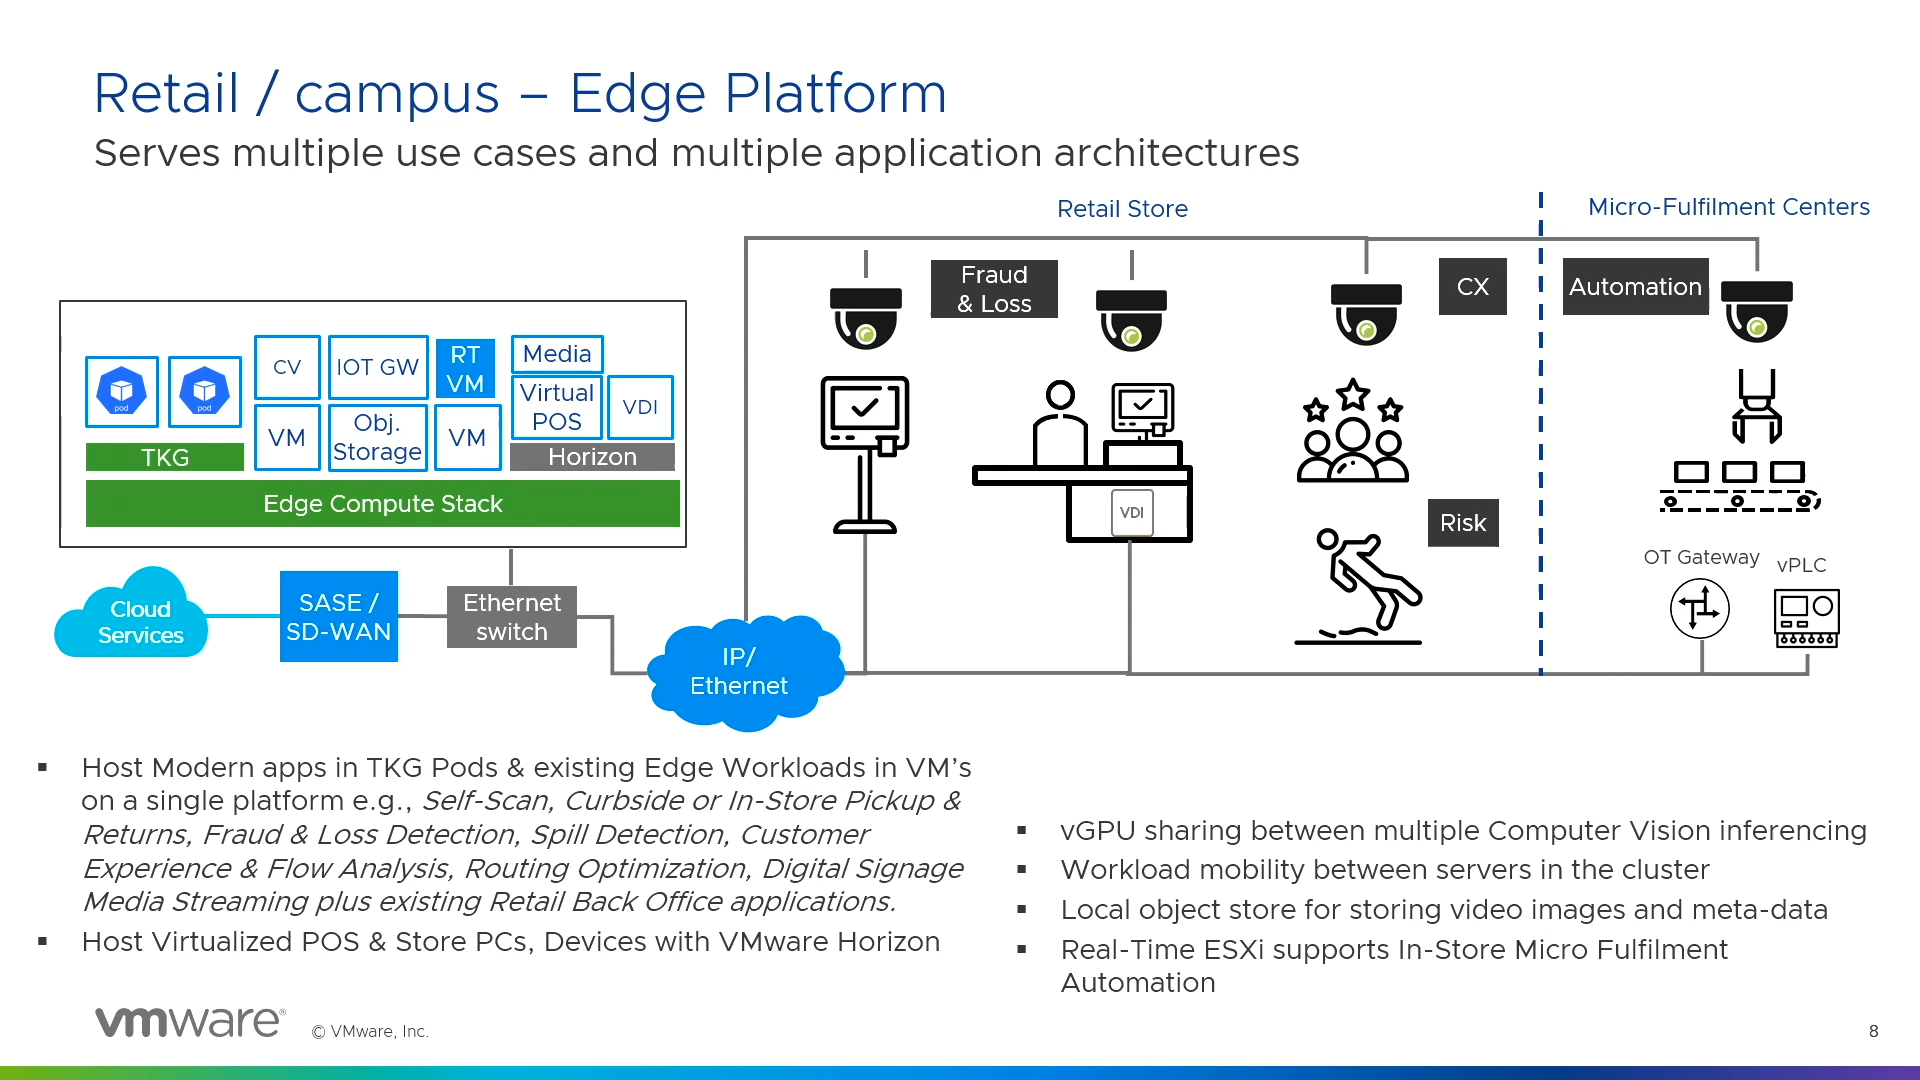 Retail / campus – Edge Platform
Serves multiple use cases and multiple application architectures
Retail Store
Micro-Fulfilment Centers
Fraud
& Loss
CX
Automation
pod
pod
CV
IOT GW
RT
VM
Media
Virtual
POS
VDI
VM
Obj.
Storage
VM
TKG
Horizon
Edge Compute Stack
VDI
Risk
OT Gateway
vPLC
Cloud
Services
SASE /
SD-WAN
Ethernet
switch
IP/
Ethernet
▪ Host Modern apps in TKG Pods & existing Edge Workloads in VM’s
on a single platform e.g., Self-Scan, Curbside or In-Store Pickup &
Returns, Fraud & Loss Detection, Spill Detection, Customer
Experience & Flow Analysis, Routing Optimization, Digital Signage
Media Streaming plus existing Retail Back Office applications.
▪ Host Virtualized POS & Store PCs, Devices with VMware Horizon
▪ vGPU sharing between multiple Computer Vision inferencing
▪ Workload mobility between servers in the cluster
▪ Local object store for storing video images and meta-data
▪ Real-Time ESXi supports In-Store Micro Fulfilment
Automation
vmware®
© VMware, Inc.
8